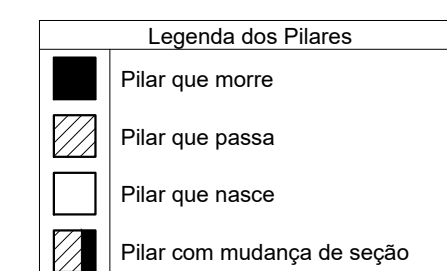 Legenda dos Pilares
Pilar que morre
Pilar que passa
Pilar que nasce
Pilar com mudança de seção